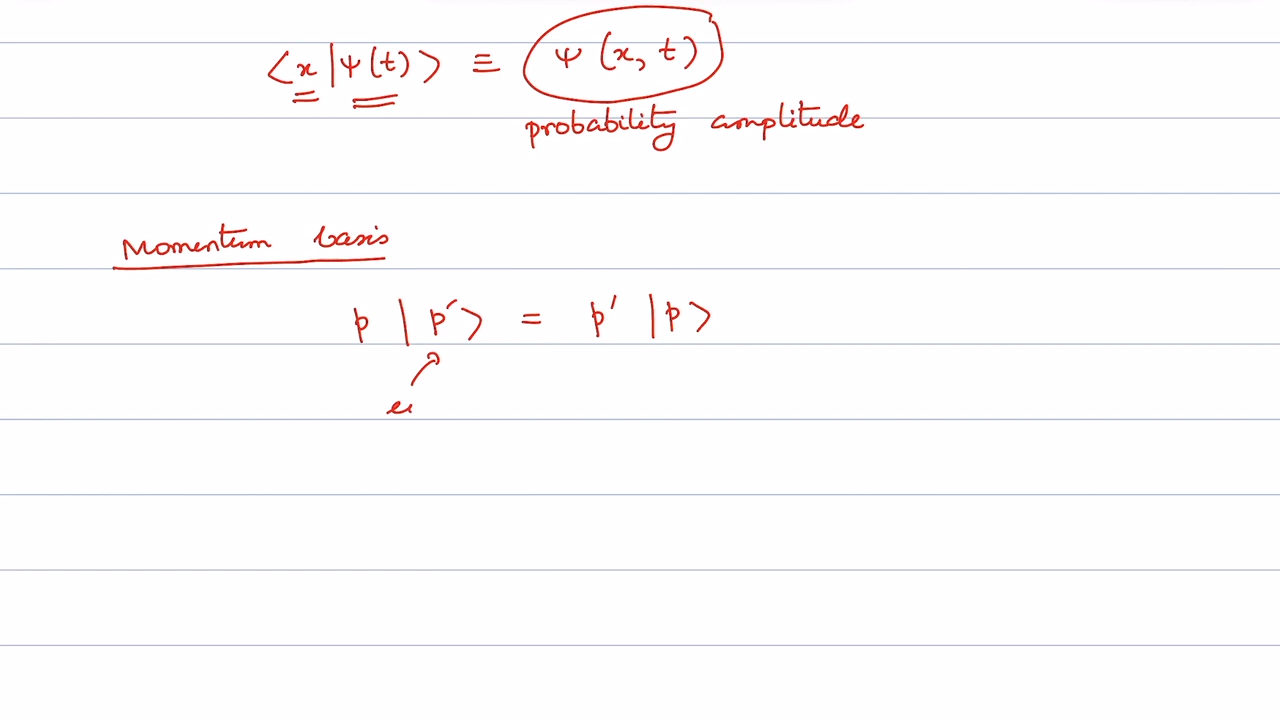 ⟨x|ψ(t)⟩ ≡ ψ(x, t)
probability amplitude
Momentum basis
p |p'⟩ = p' |p⟩